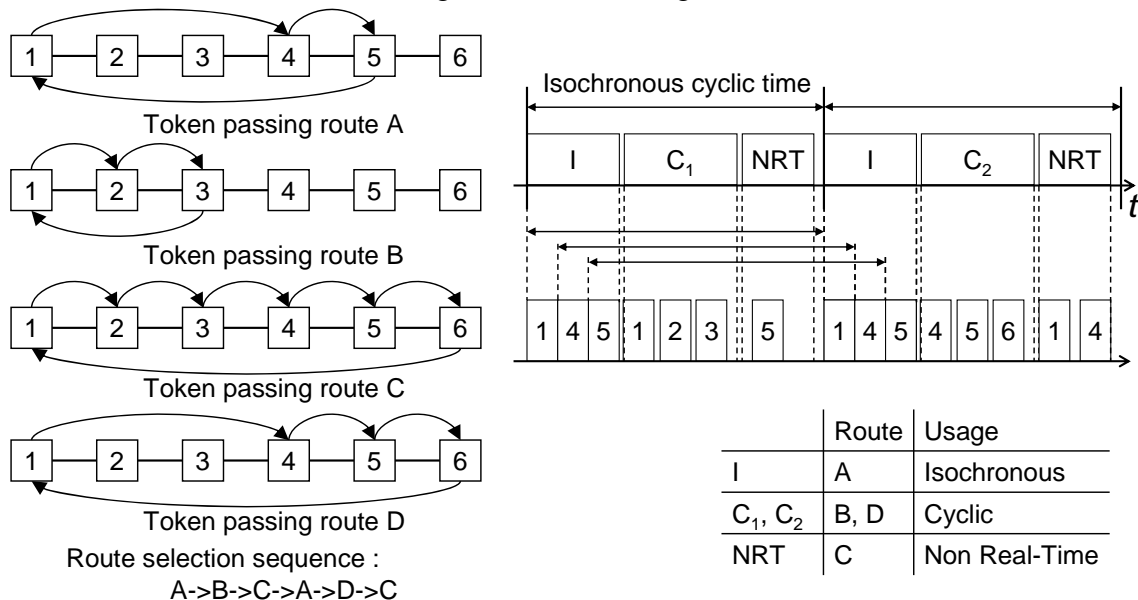 1 2 3 4 5 6
Token passing route A
1 2 3 4 5 6
Token passing route B
1 2 3 4 5 6
Token passing route C
1 2 3 4 5 6
Token passing route D
Route selection sequence :
A->B->C->A->D->C
Isochronous cyclic time
I C₁ NRT I C₂ NRT
t
1 4 5 1 2 3 5 1 4 5 4 5 6 1 4
Route Usage
I A Isochronous
C₁, C₂ B, D Cyclic
NRT C Non Real-Time